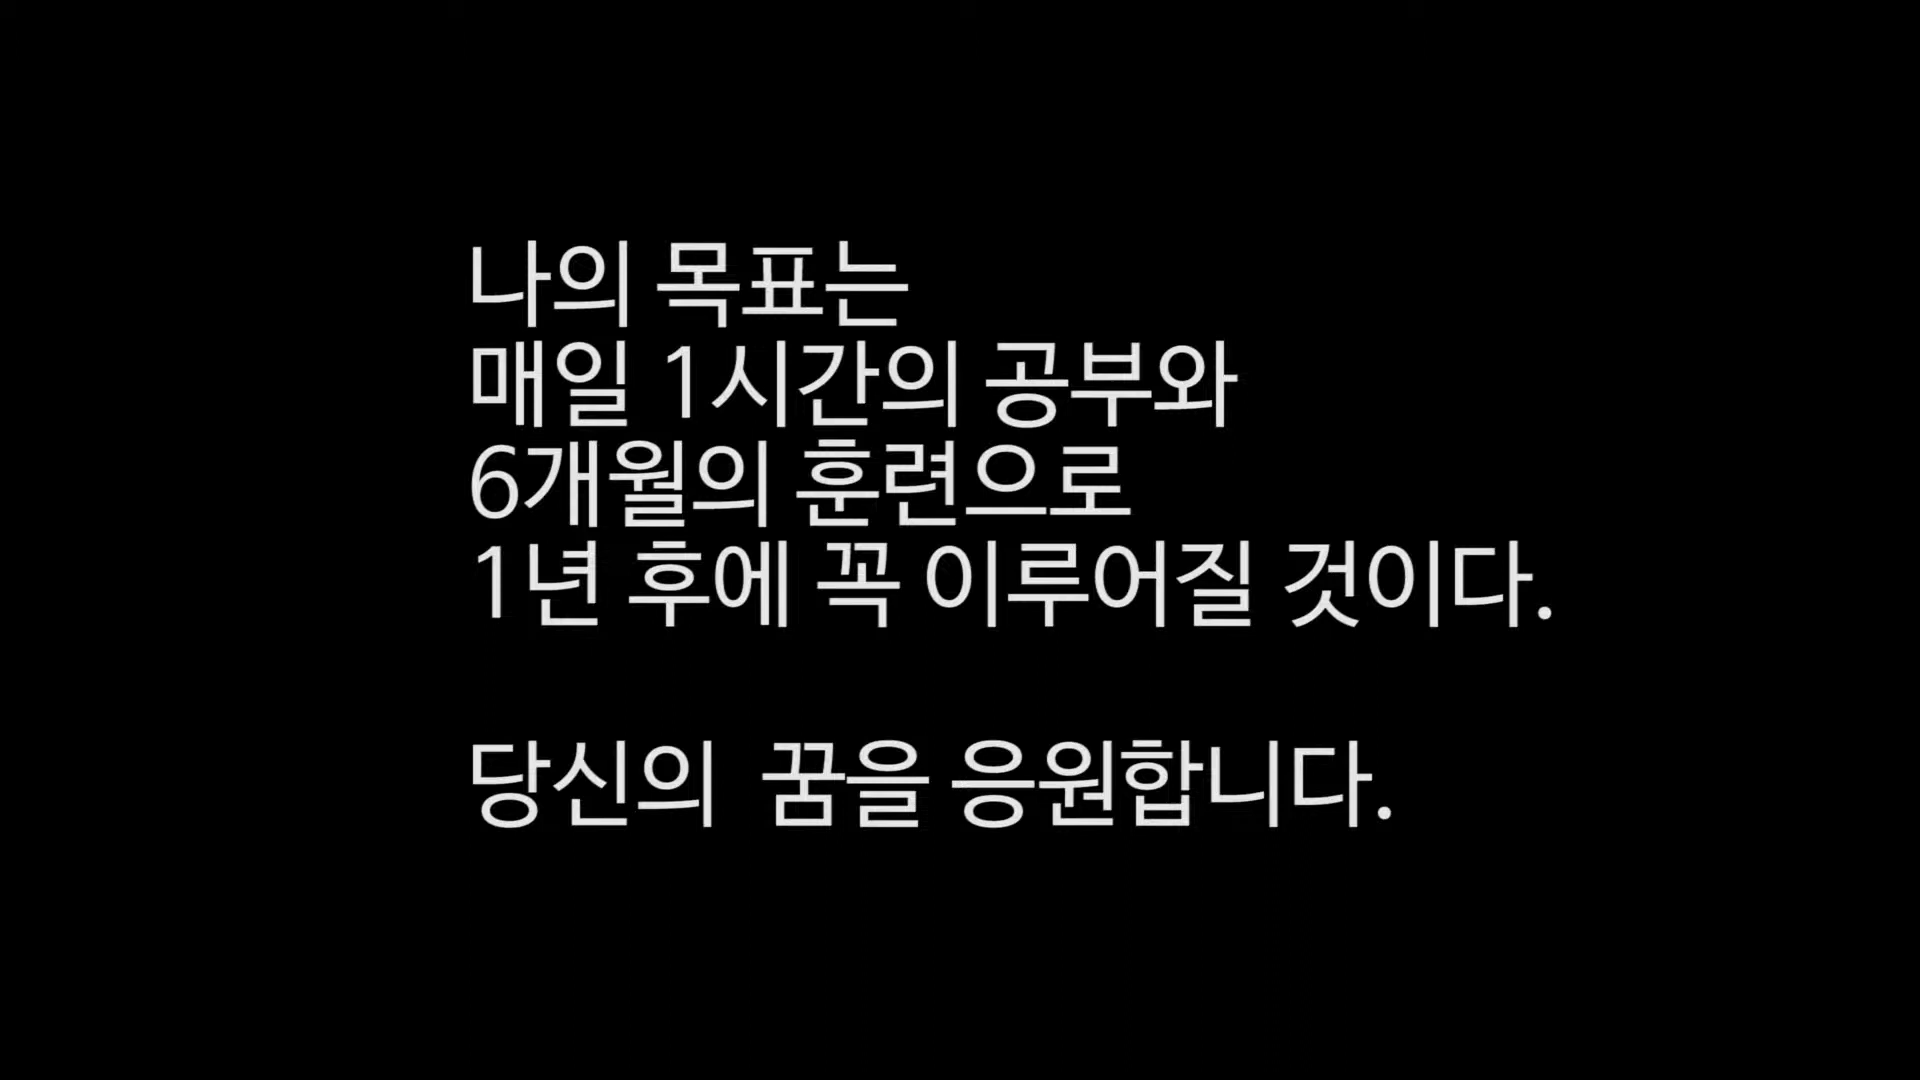 나의 목표는
매일 1시간의 공부와
6개월의 훈련으로
1년 후에 꼭 이루어질 것이다.
당신의 꿈을 응원합니다.